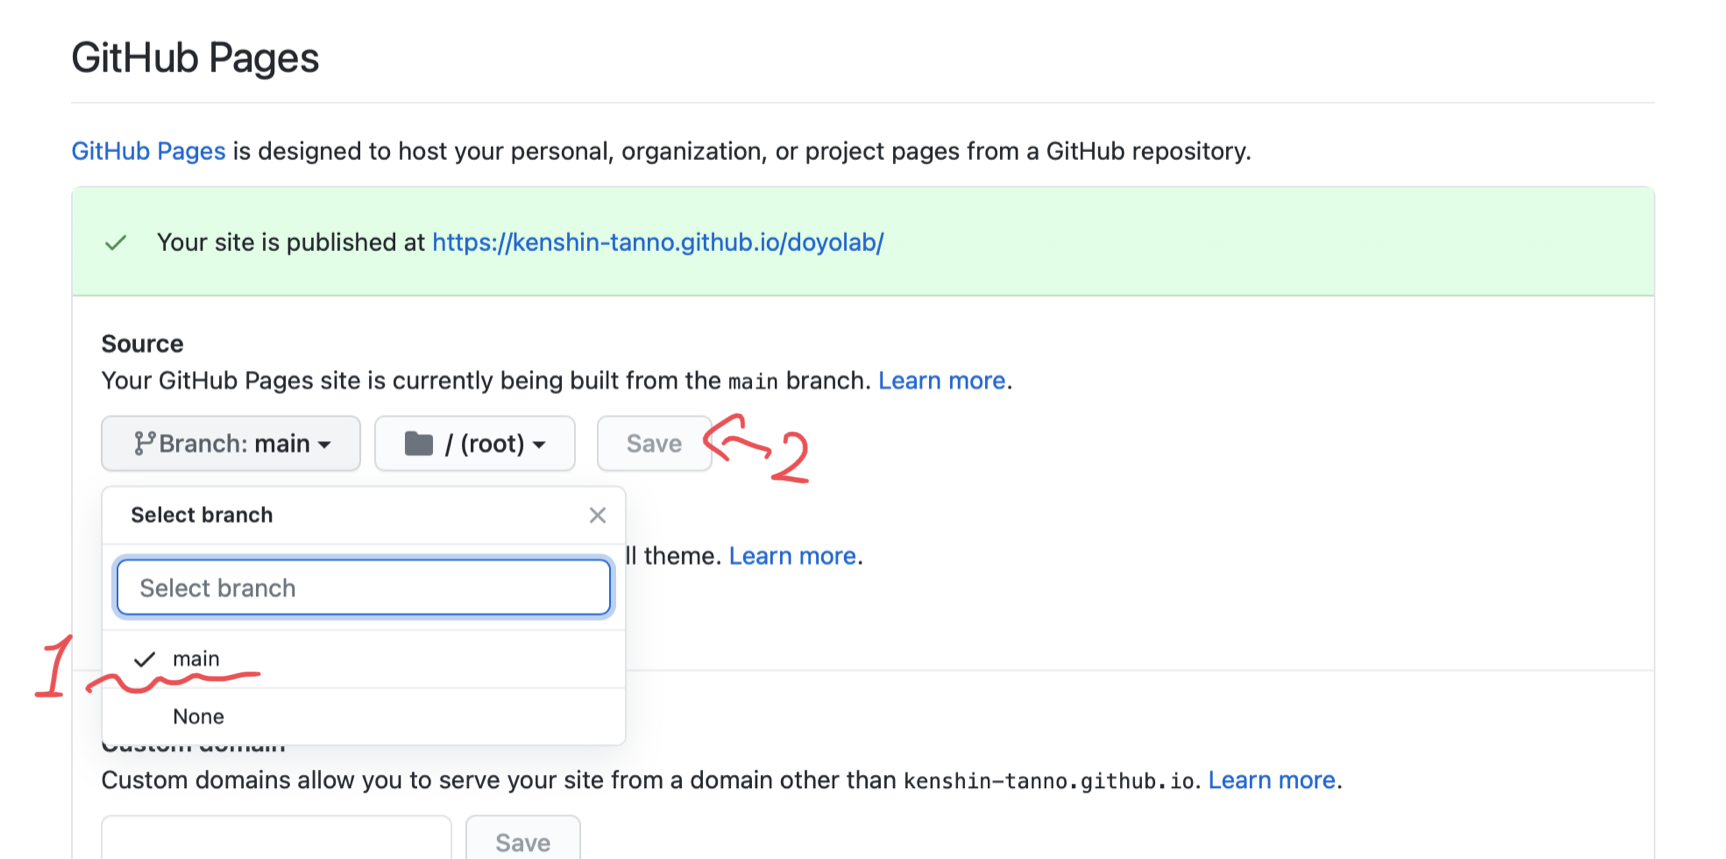 GitHub Pages
GitHub Pages is designed to host your personal, organization, or project pages from a GitHub repository.
Your site is published at https://kenshin-tanno.github.io/doyolab/
Source
Your GitHub Pages site is currently being built from the main branch. Learn more.
Branch: main / (root) Save 2
Select branch
ll theme. Learn more.
Select branch
1 main
None
Custom domain
Custom domains allow you to serve your site from a domain other than kenshin-tanno.github.io. Learn more.
Save